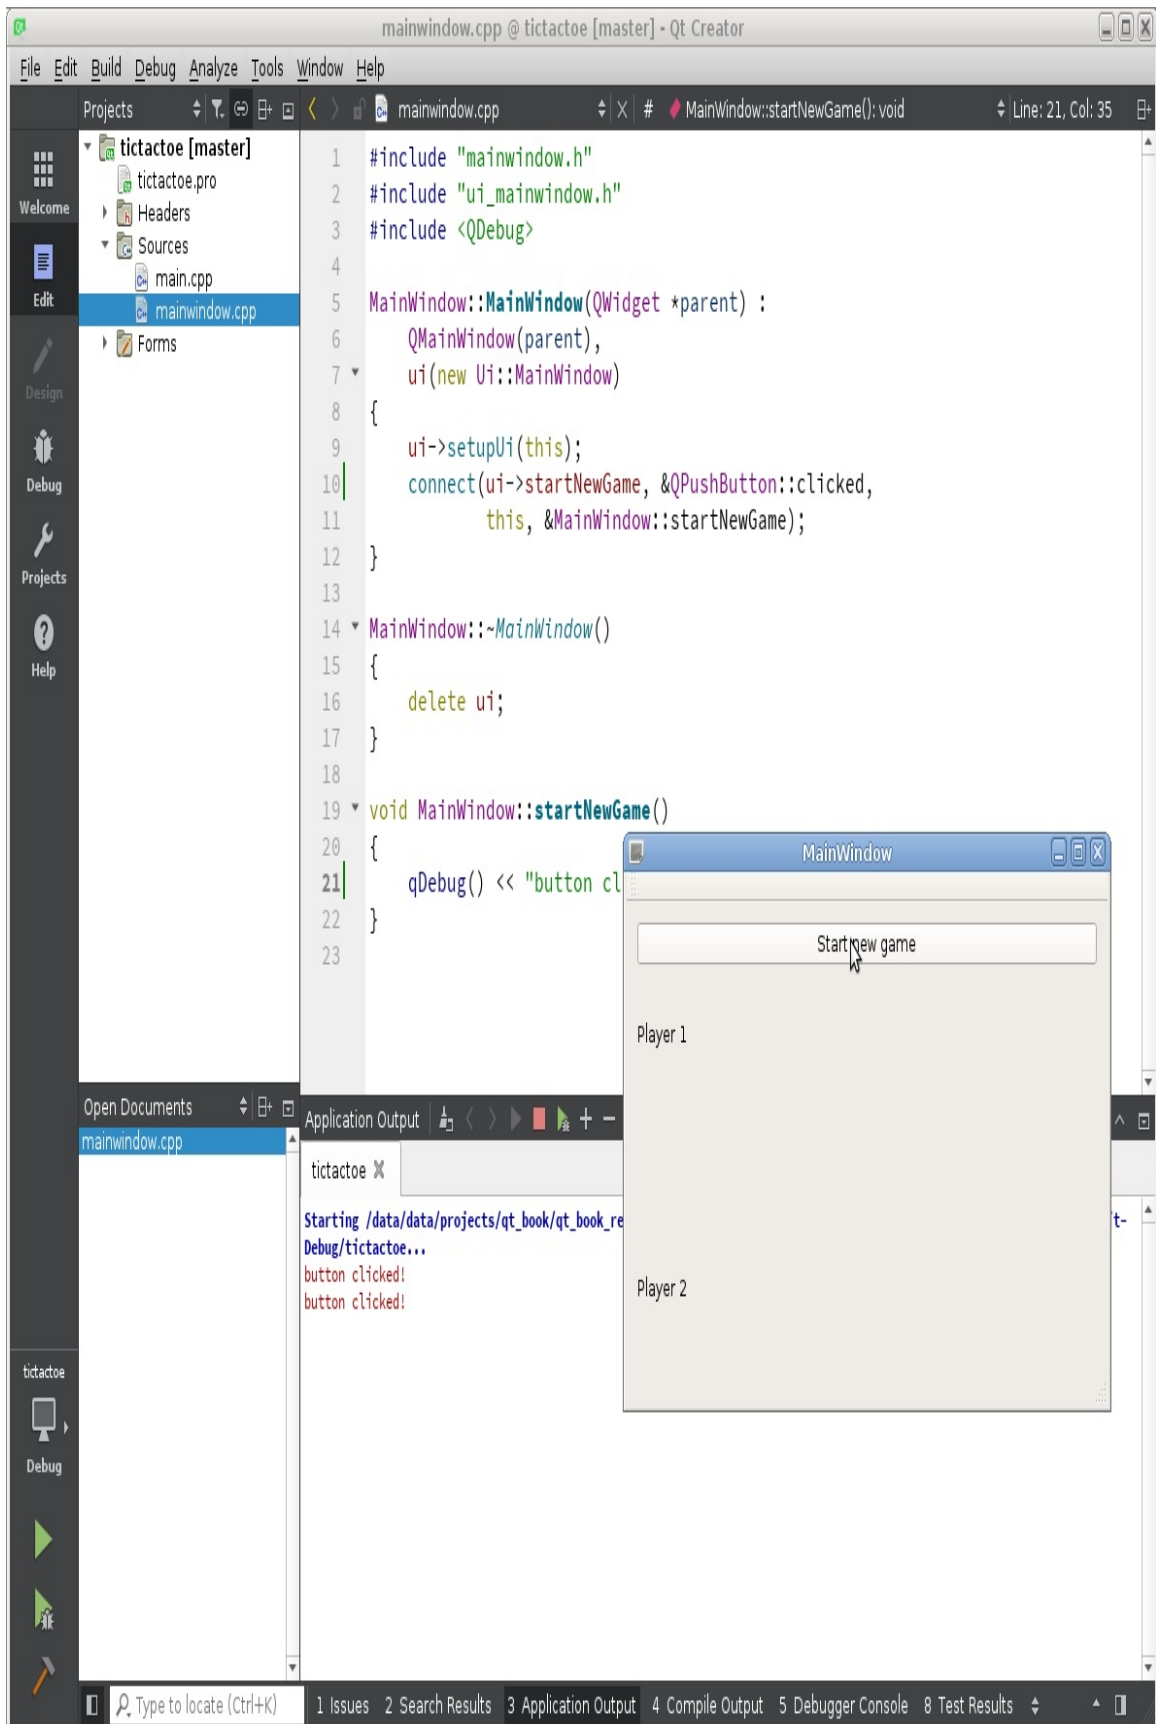 mainwindow.cpp @ tictactoe [master] - Qt Creator
File Edit Build Debug Analyze Tools Window Help
Projects
mainwindow.cpp
# MainWindow::startNewGame(): void
Line: 21, Col: 35
Welcome
Edit
Design
Debug
Projects
Help
tictactoe [master]
tictactoe.pro
Headers
Sources
main.cpp
mainwindow.cpp
Forms
1 #include "mainwindow.h"
2 #include "ui_mainwindow.h"
3 #include <QDebug>
4
5 MainWindow::MainWindow(QWidget *parent) :
6 QMainWindow(parent),
7 ui(new Ui::MainWindow)
8 {
9 ui->setupUi(this);
10 connect(ui->startNewGame, &QPushButton::clicked,
11 this, &MainWindow::startNewGame);
12 }
13
14 MainWindow::~MainWindow()
15 {
16 delete ui;
17 }
18
19 void MainWindow::startNewGame()
20 {
21 qDebug() << "button cl
22 }
23
MainWindow
Start new game
Player 1
Player 2
Open Documents
mainwindow.cpp
Application Output
tictactoe
Starting /data/data/projects/qt_book/qt_book_re t-
Debug/tictactoe...
button clicked!
button clicked!
tictactoe
Debug
Type to locate (Ctrl+K)
1 Issues 2 Search Results 3 Application Output 4 Compile Output 5 Debugger Console 8 Test Results